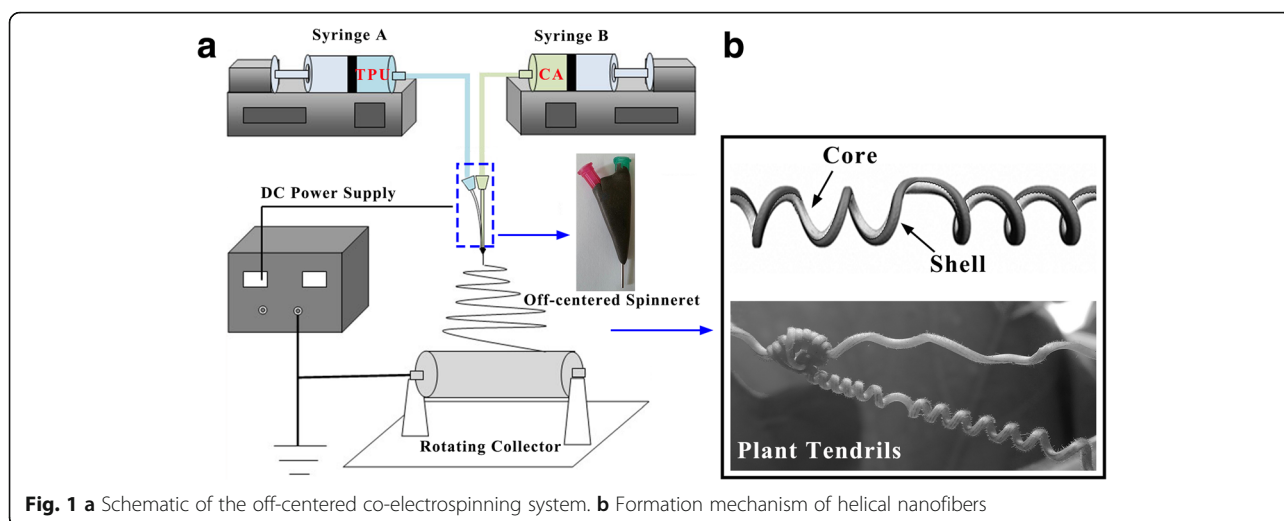 a
Syringe A
Syringe B
TPU
CA
DC Power Supply
Off-centered Spinneret
Rotating Collector
b
Core
Shell
Plant Tendrils
Fig. 1 a Schematic of the off-centered co-electrospinning system. b Formation mechanism of helical nanofibers